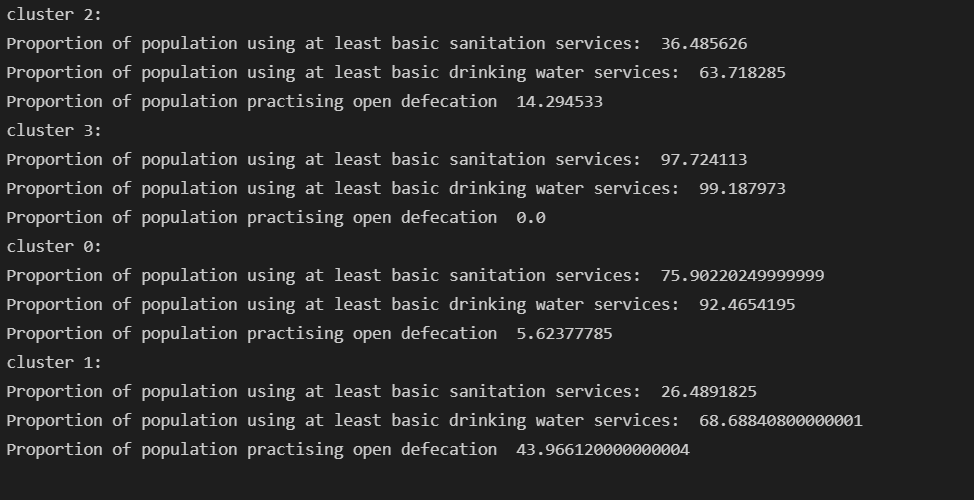 cluster 2:
Proportion of population using at least basic sanitation services:  36.485626
Proportion of population using at least basic drinking water services:  63.718285
Proportion of population practising open defecation  14.294533
cluster 3:
Proportion of population using at least basic sanitation services:  97.724113
Proportion of population using at least basic drinking water services:  99.187973
Proportion of population practising open defecation  0.0
cluster 0:
Proportion of population using at least basic sanitation services:  75.90220249999999
Proportion of population using at least basic drinking water services:  92.4654195
Proportion of population practising open defecation  5.62377785
cluster 1:
Proportion of population using at least basic sanitation services:  26.4891825
Proportion of population using at least basic drinking water services:  68.68840800000001
Proportion of population practising open defecation  43.966120000000004